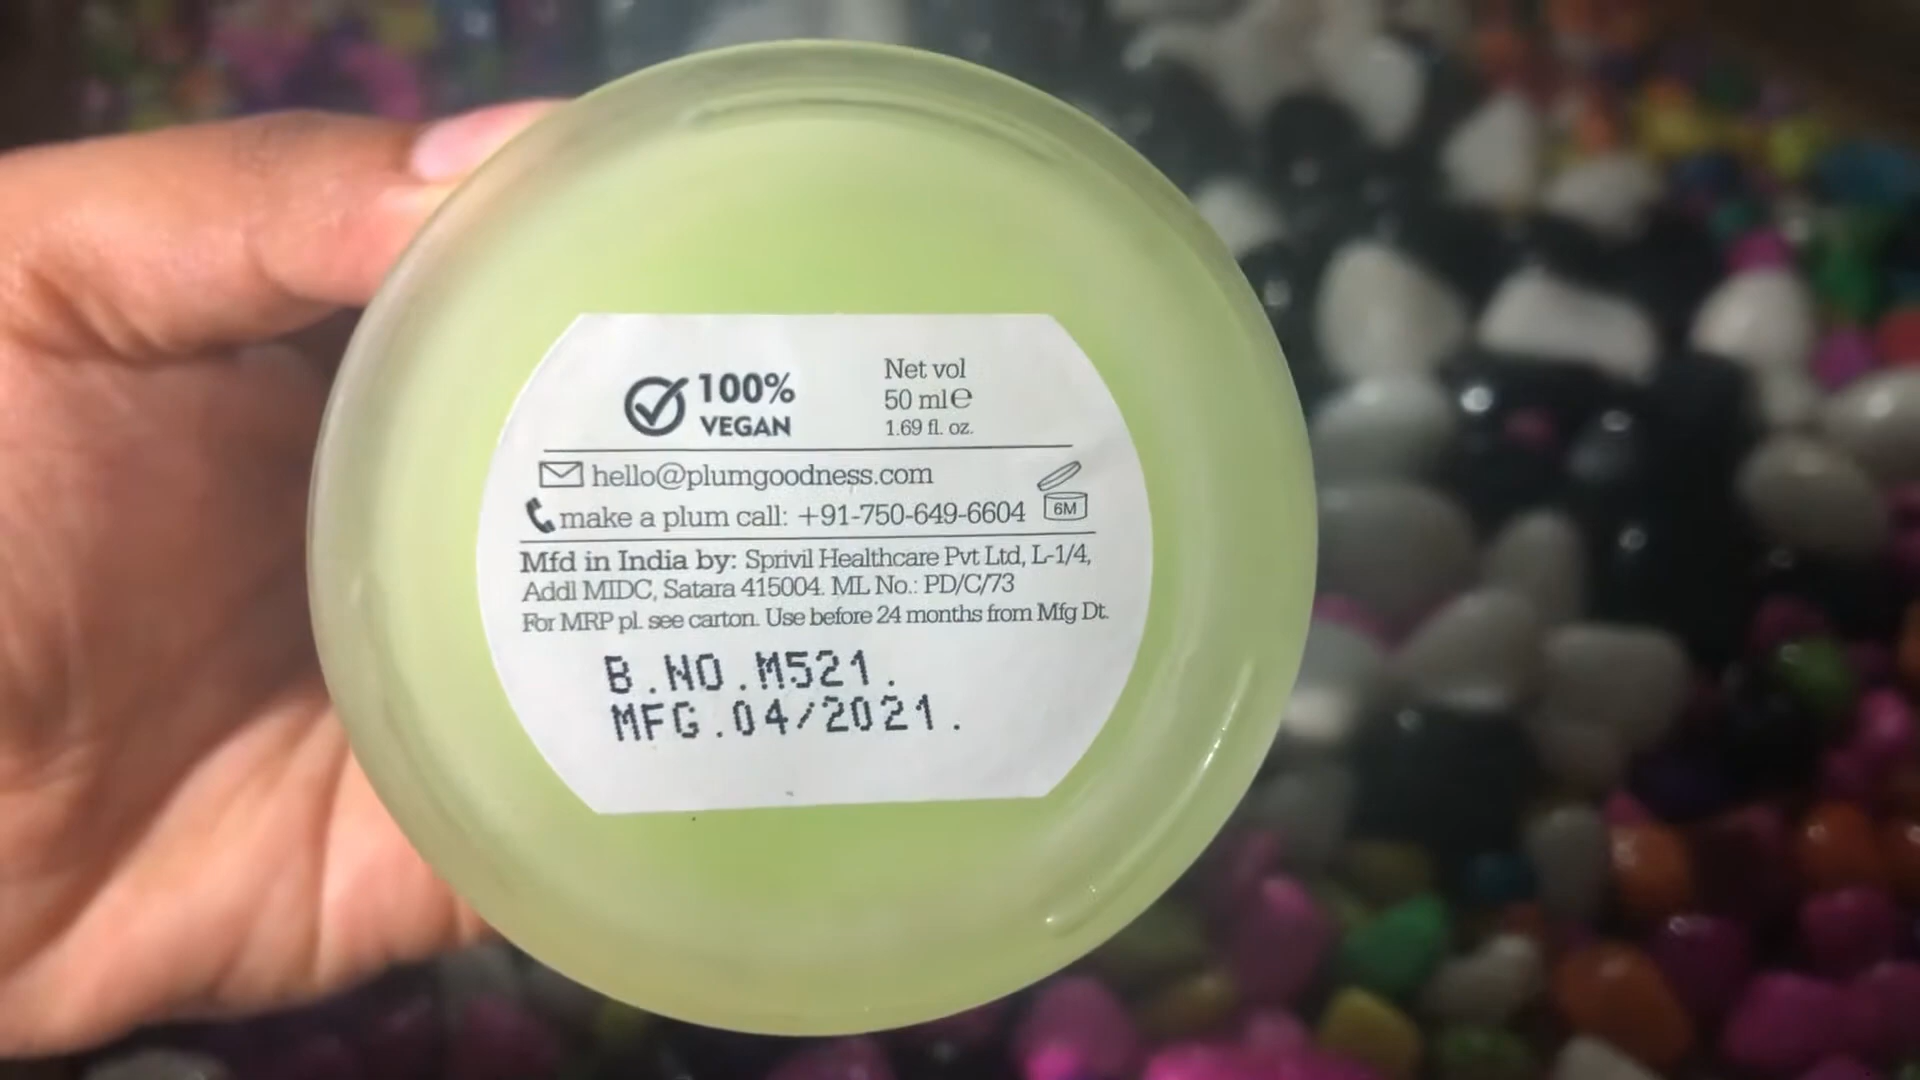 100%
VEGAN
Net vol
50 ml℮
1.69 fl. oz.
hello@plumgoodness.com
make a plum call: +91-750-649-6604
6M
Mfd in India by: Sprivil Healthcare Pvt Ltd, L-1/4,
Addl MIDC, Satara 415004. ML No.: PD/C/73
For MRP pl. see carton. Use before 24 months from Mfg Dt.
B.NO.M521.
MFG.04/2021.